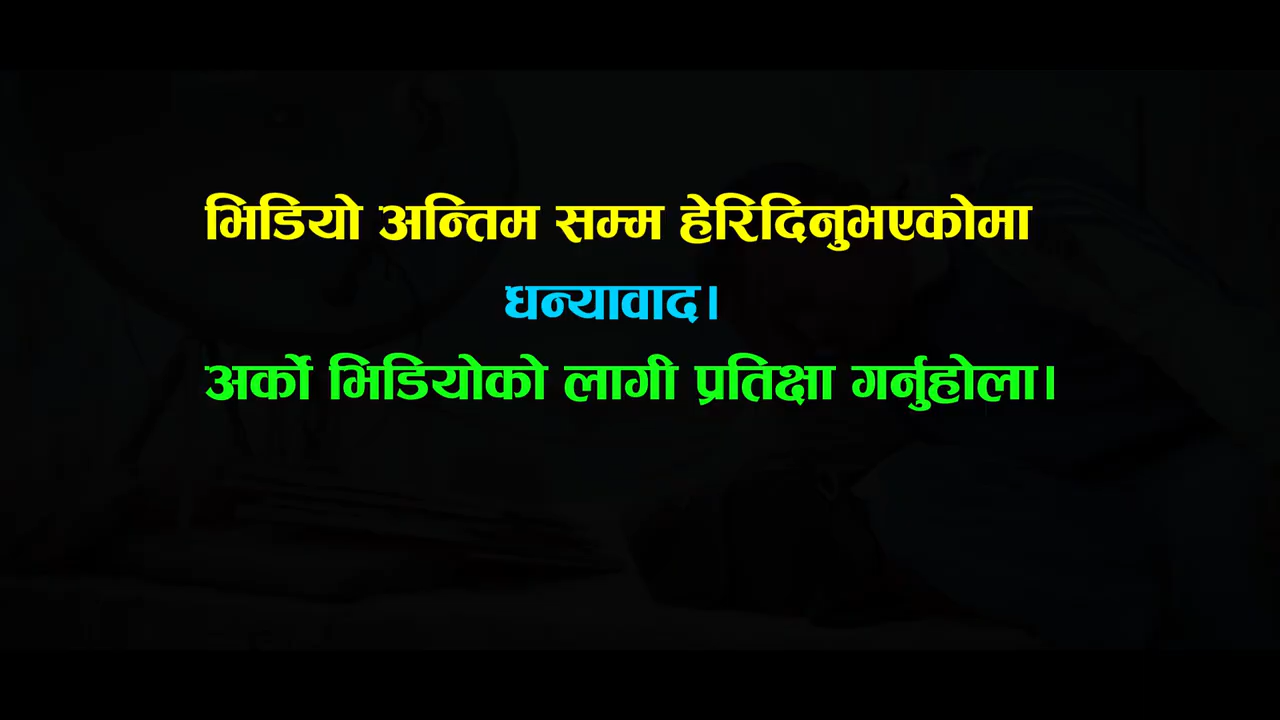 भिडियो अन्तिम सम्म हेरिदिनुभएकोमा
धन्यावाद।
अर्को भिडियोको लागी प्रतिक्षा गर्नुहोला।